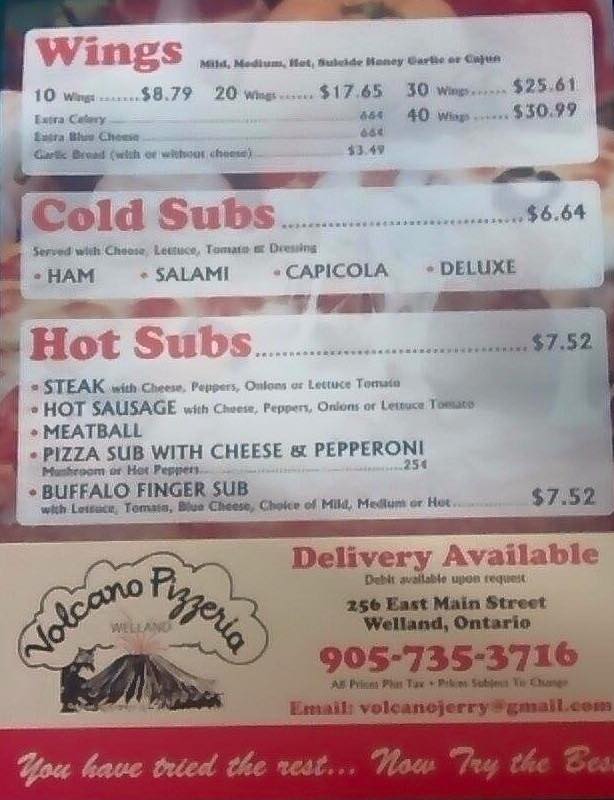 Wings Mild, Medium, Hot, Suicide Honey Garlic or Cajun
10 Wings.......$8.79 20 Wings...... $17.65 30 Wings...... $25.61
Extra Celery 66¢ 40 Wings ...... $30.99
Extra Blue Cheese 66¢
Garlic Bread (with or without cheese) $3.49
Cold Subs $6.64
Served with Cheese, Lettuce, Tomato & Dressing
• HAM • SALAMI • CAPICOLA • DELUXE
Hot Subs $7.52
• STEAK with Cheese, Peppers, Onions or Lettuce Tomato
• HOT SAUSAGE with Cheese, Peppers, Onions or Lettuce Tomato
• MEATBALL
• PIZZA SUB WITH CHEESE & PEPPERONI
Mushroom or Hot Peppers 25¢
• BUFFALO FINGER SUB
with Lettuce, Tomato, Blue Cheese, Choice of Mild, Medium or Hot $7.52
Volcano Pizzeria
WELLAND
Delivery Available
Debit available upon request
256 East Main Street
Welland, Ontario
905-735-3716
All Prices Plus Tax • Prices Subject To Change
Email: volcanojerry@gmail.com
You have tried the rest... Now Try the Bes